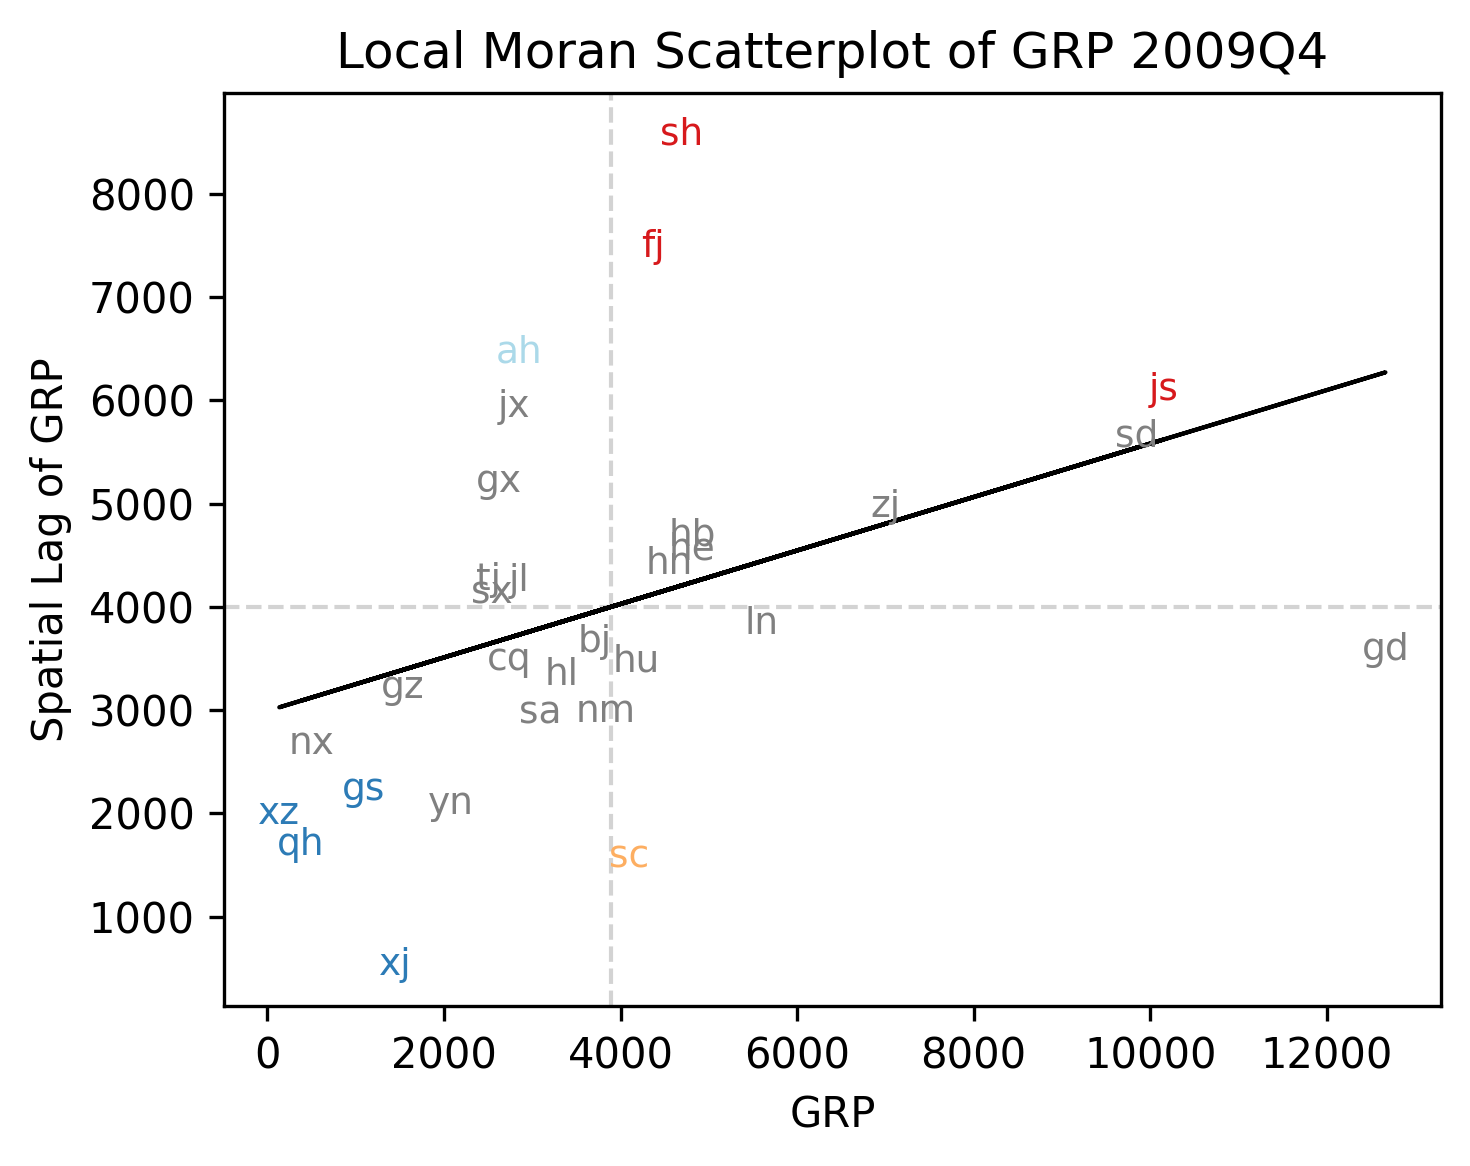 Local Moran Scatterplot of GRP 2009Q4
Spatial Lag of GRP
8000
7000
6000
5000
4000
3000
2000
1000
sh
fj
ah
jx
js
sd
gx
zj
hb
he
hn
tj
jl
sx
ln
bj
hu
gd
cq
hl
gz
sa
nm
nx
gs
xz
yn
qh
sc
xj
0
2000
4000
6000
8000
10000
12000
GRP